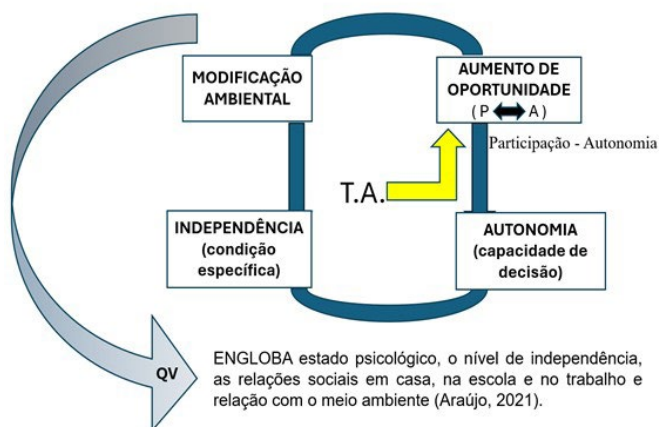 MODIFICAÇÃO
AMBIENTAL
AUMENTO DE
OPORTUNIDADE
( P A )
Participação - Autonomia
T.A.
INDEPENDÊNCIA
(condição
específica)
AUTONOMIA
(capacidade de
decisão)
QV
ENGLOBA estado psicológico, o nível de independência,
as relações sociais em casa, na escola e no trabalho e
relação com o meio ambiente (Araújo, 2021).